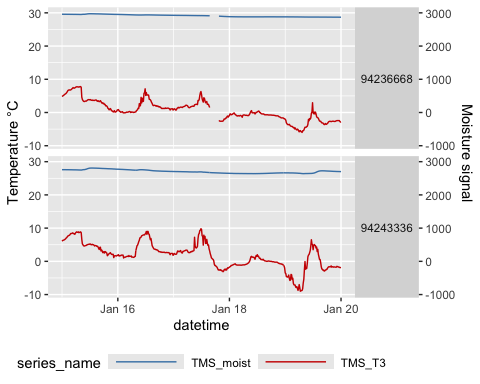 30
20
10
0
-10
3000
2000
1000
0
-1000
94236668
30
20
10
0
-10
3000
2000
1000
0
-1000
94243336
Temperature °C
Moisture signal
Jan 16
Jan 18
Jan 20
datetime
series_name
TMS_moist
TMS_T3